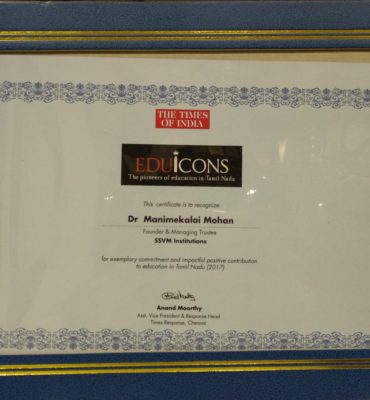 THE TIMES
OF INDIA
EDUICONS
The pioneers of education in Tamil Nadu
This certificate is to recognize
Dr Manimekalai Mohan
Founder & Managing Trustee
SSVM Institutions
for exemplary commitment and impactful positive contribution
to education in Tamil Nadu (2017)
Anand Moorthy
Asst. Vice President & Response Head
Times Response, Chennai